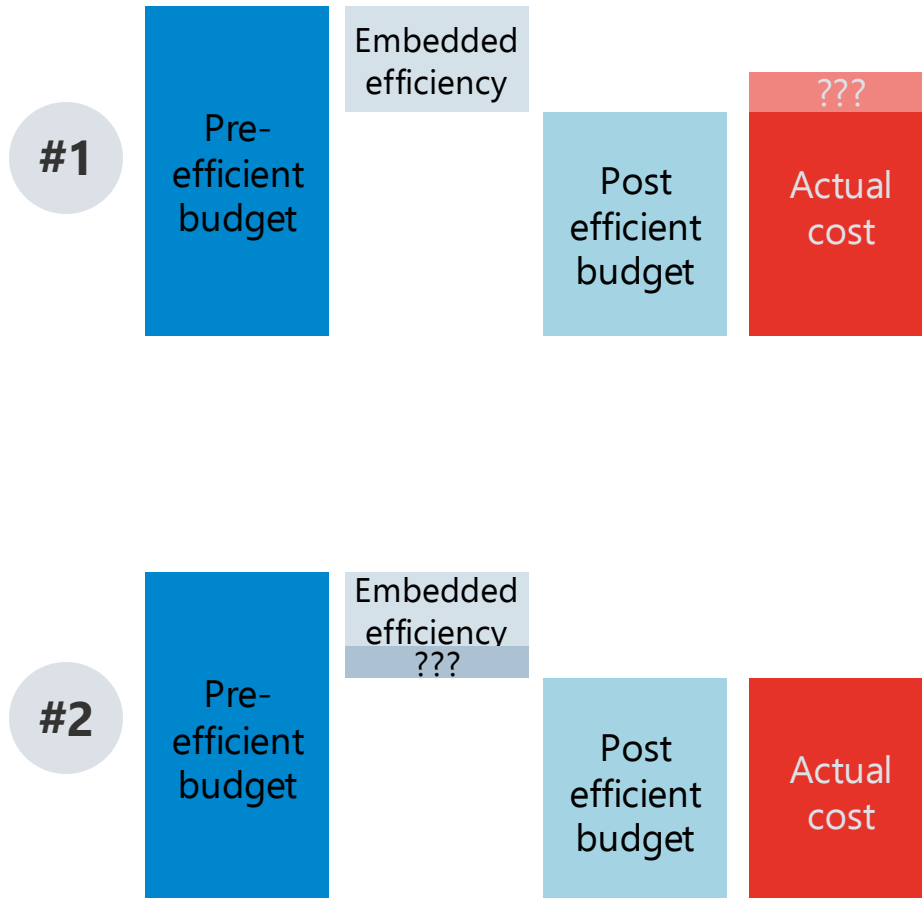 #1
Pre-
efficient
budget
Embedded
efficiency
Post
efficient
budget
???
Actual
cost
#2
Pre-
efficient
budget
Embedded
efficiency
???
Post
efficient
budget
Actual
cost